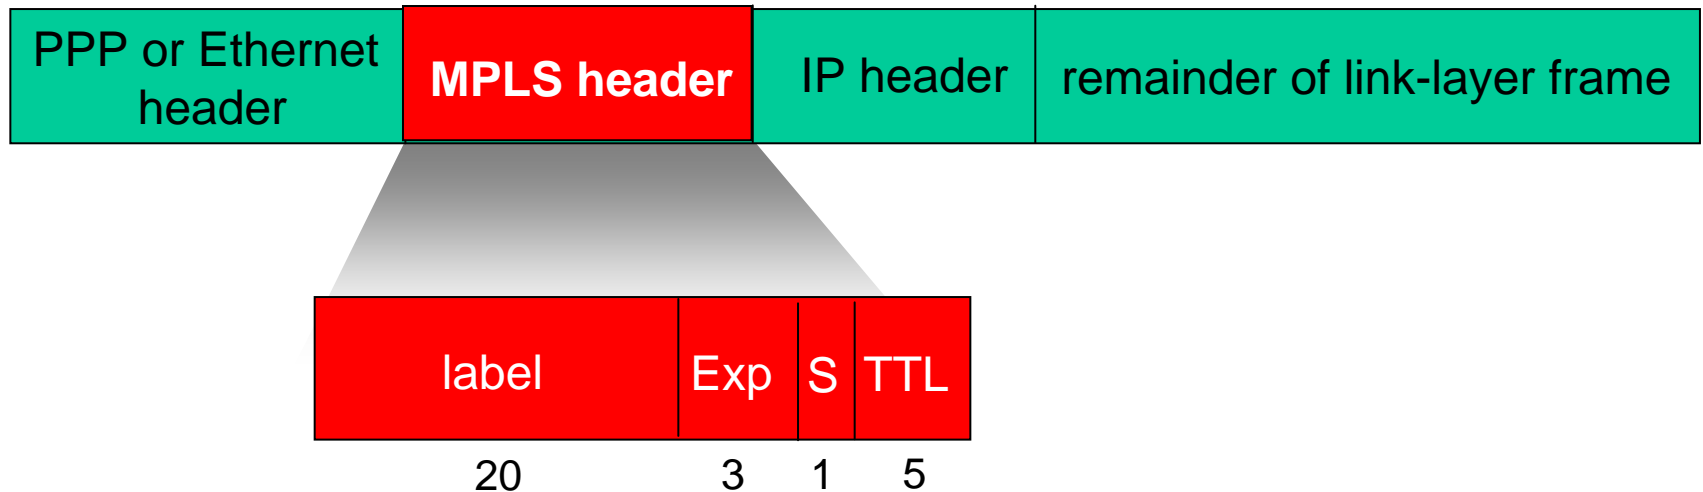 PPP or Ethernet
header
MPLS header
IP header
remainder of link-layer frame
label
Exp
S
TTL
20
3
1
5